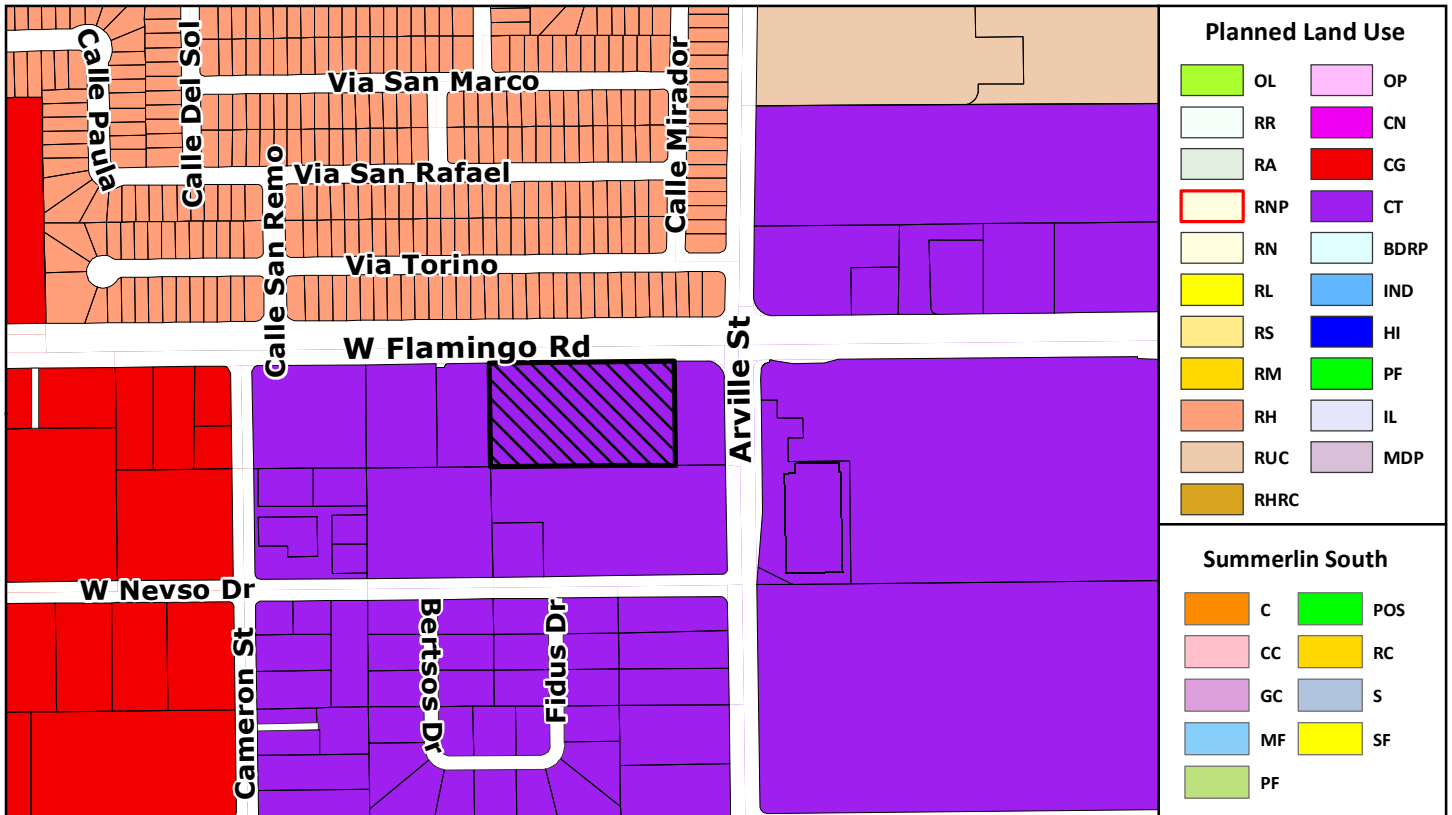 Calle Paula
Calle Del Sol
Via San Marco
Calle Mirador
Via San Rafael
Calle San Remo
Via Torino
W Flamingo Rd
Arville St
W Nevso Dr
Cameron St
Bertsos Dr
Fidus Dr
Planned Land Use
OL
OP
RR
CN
RA
CG
RNP
CT
RN
BDRP
RL
IND
RS
HI
RM
PF
RH
IL
RUC
MDP
RHRC
Summerlin South
C
POS
CC
RC
GC
S
MF
SF
PF